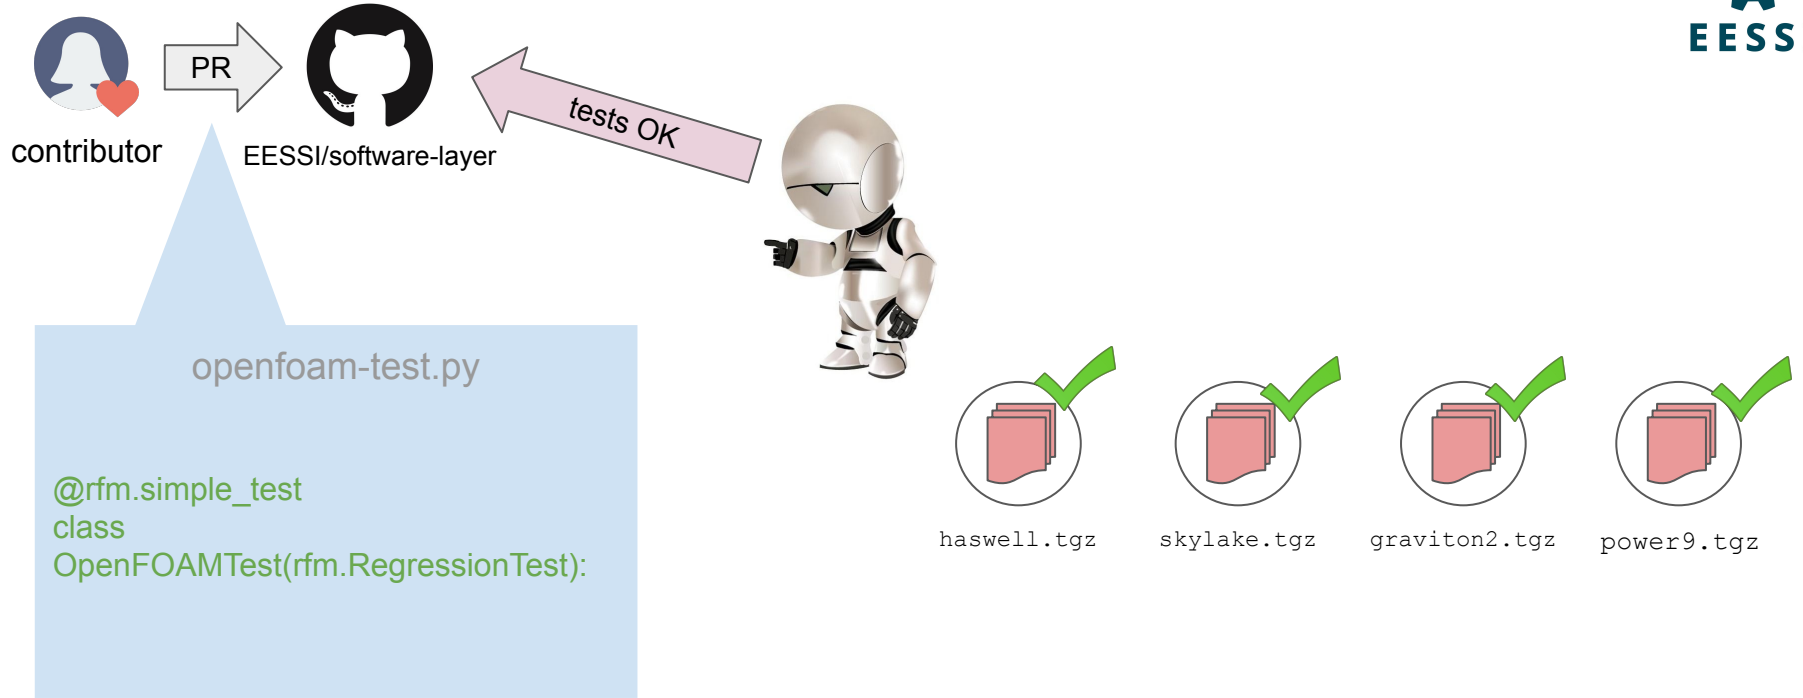 EESS
PR
tests OK
contributor
EESSI/software-layer
openfoam-test.py
@rfm.simple_test
class
OpenFOAMTest(rfm.RegressionTest):
haswell.tgz
skylake.tgz
graviton2.tgz
power9.tgz